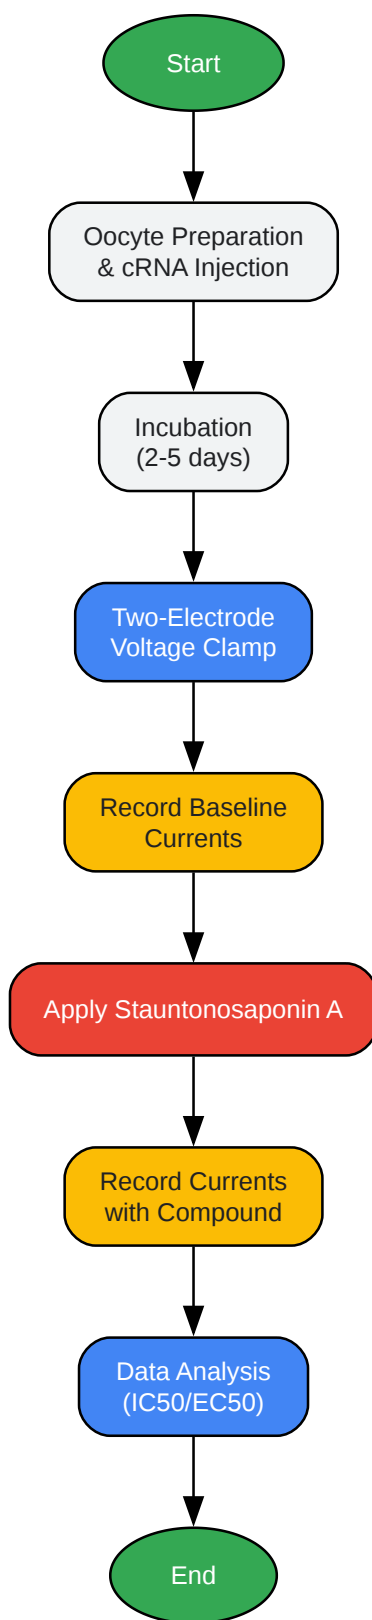 Start
Oocyte Preparation
& cRNA Injection
Incubation
(2-5 days)
Two-Electrode
Voltage Clamp
Record Baseline
Currents
Apply Stauntonosaponin A
Record Currents
with Compound
Data Analysis
(IC50/EC50)
End